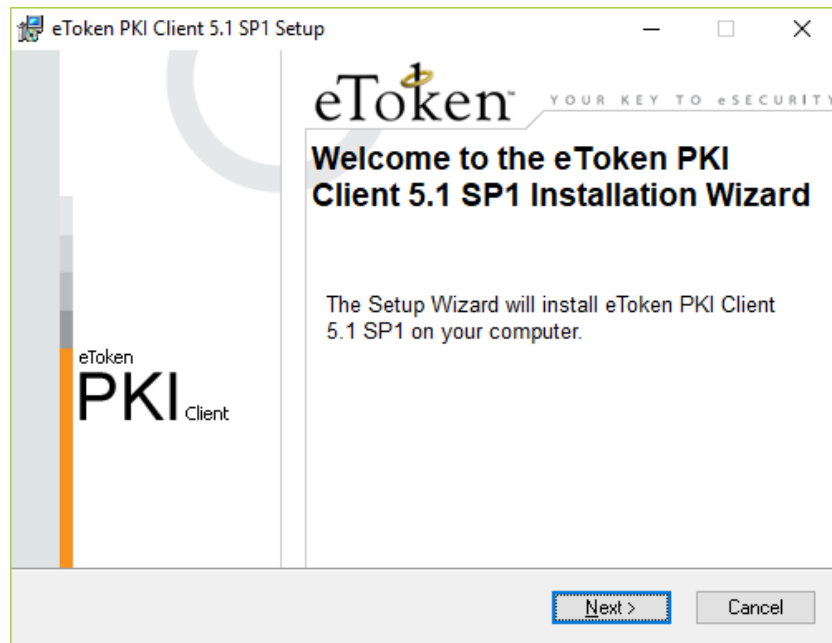 eToken PKI Client 5.1 SP1 Setup
eToken™ YOUR KEY TO eSECURITY
Welcome to the eToken PKI
Client 5.1 SP1 Installation Wizard
The Setup Wizard will install eToken PKI Client
5.1 SP1 on your computer.
eToken
PKI Client
Next > Cancel